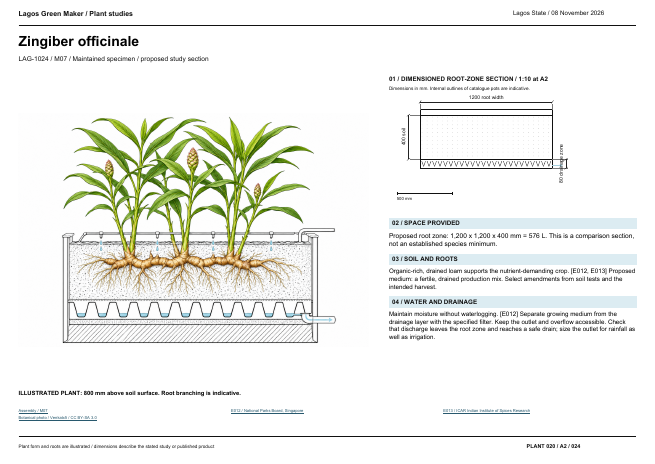 Lagos Green Maker / Plant studies
Lagos State / 08 November 2026
Zingiber officinale
LAG-1024 / M07 / Maintained specimen / proposed study section
01 / DIMENSIONED ROOT-ZONE SECTION / 1:10 at A2
Dimensions in mm. Internal outlines of catalogue pots are indicative.
1200 root width
400 soil
80 drainage zone
500 mm
02 / SPACE PROVIDED
Proposed root zone: 1,200 x 1,200 x 400 mm = 576 L. This is a comparison section,
not an established species minimum.
03 / SOIL AND ROOTS
Organic-rich, drained loam supports the nutrient-demanding crop. [E012, E013] Proposed
medium: a fertile, drained production mix. Select amendments from soil tests and the
intended harvest.
04 / WATER AND DRAINAGE
Maintain moisture without waterlogging. [E012] Separate growing medium from the
drainage layer with the specified filter. Keep the outlet and overflow accessible. Check
that discharge leaves the root zone and reaches a safe drain; size the outlet for rainfall as
well as irrigation.
ILLUSTRATED PLANT: 800 mm above soil surface. Root branching is indicative.
Assembly / M07
E012 / National Parks Board, Singapore
E013 / ICAR Indian Institute of Spices Research
Botanical photo / Venkatx5 / CC BY-SA 3.0
Plant form and roots are illustrated / dimensions describe the stated study or published product
PLANT 020 / A2 / 024